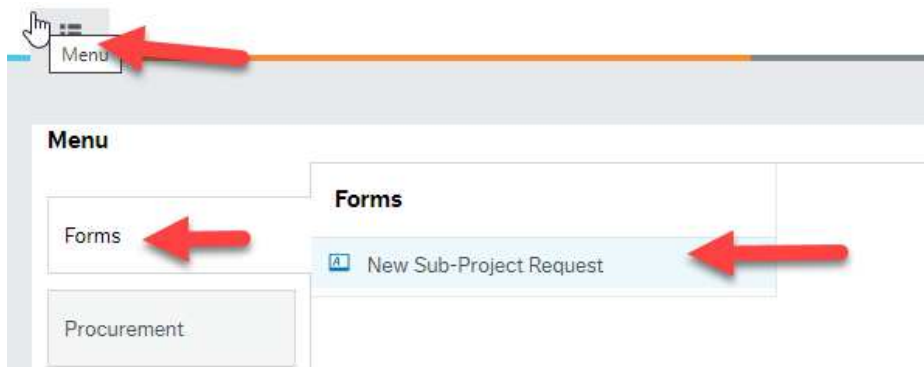 Menu
Menu
Forms
Forms
New Sub-Project Request
Procurement